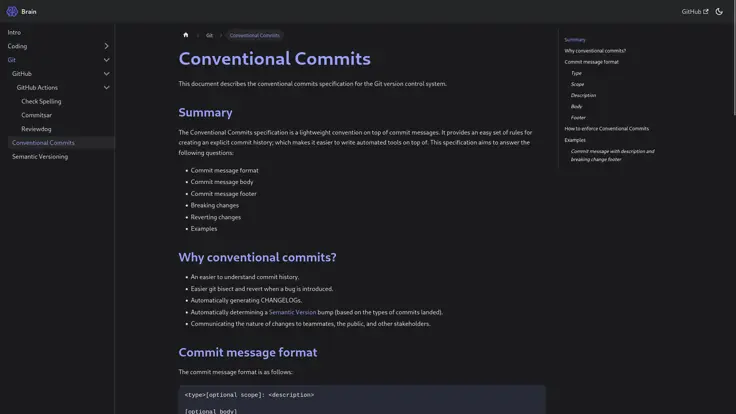 Brain
GitHub
Intro
Coding
Git
GitHub
GitHub Actions
Check Spelling
Commitsar
Reviewdog
Conventional Commits
Semantic Versioning
Git
Conventional Commits
Conventional Commits
This document describes the conventional commits specification for the Git version control system.
Summary
The Conventional Commits specification is a lightweight convention on top of commit messages. It provides an easy set of rules for
creating an explicit commit history; which makes it easier to write automated tools on top of. This specification aims to answer the
following questions:
• Commit message format
• Commit message body
• Commit message footer
• Breaking changes
• Reverting changes
• Examples
Why conventional commits?
• An easier to understand commit history.
• Easier git bisect and revert when a bug is introduced.
• Automatically generating CHANGELOGs.
• Automatically determining a Semantic Version bump (based on the types of commits landed).
• Communicating the nature of changes to teammates, the public, and other stakeholders.
Commit message format
The commit message format is as follows:
<type>[optional scope]: <description>
[optional body]
Summary
Why conventional commits?
Commit message format
Type
Scope
Description
Body
Footer
How to enforce Conventional Commits
Examples
Commit message with description and
breaking change footer